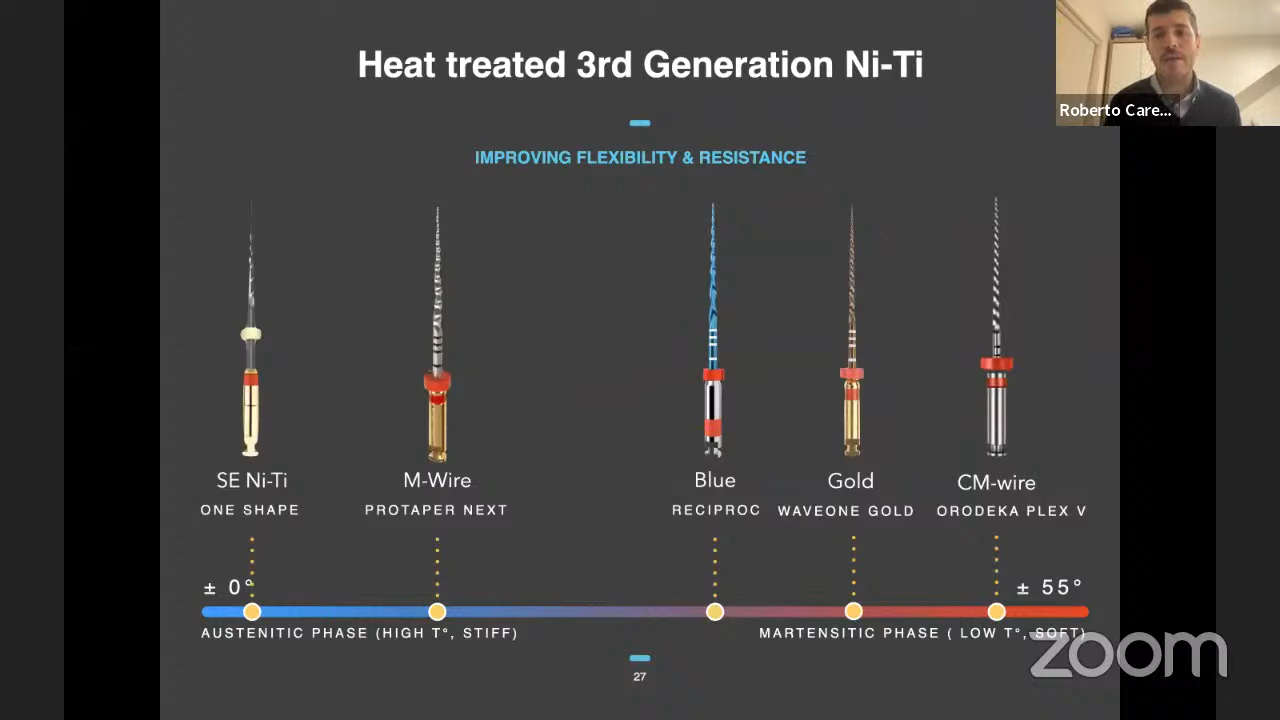 Heat treated 3rd Generation Ni-Ti
IMPROVING FLEXIBILITY & RESISTANCE
Roberto Care...
SE Ni-Ti
ONE SHAPE
M-Wire
PROTAPER NEXT
Blue
RECIPROC
Gold
WAVEONE GOLD
CM-wire
ORODEKA PLEX V
± 0°
± 55°
AUSTENITIC PHASE (HIGH T°, STIFF)
MARTENSITIC PHASE ( LOW T°, SOFT)
27
zoom